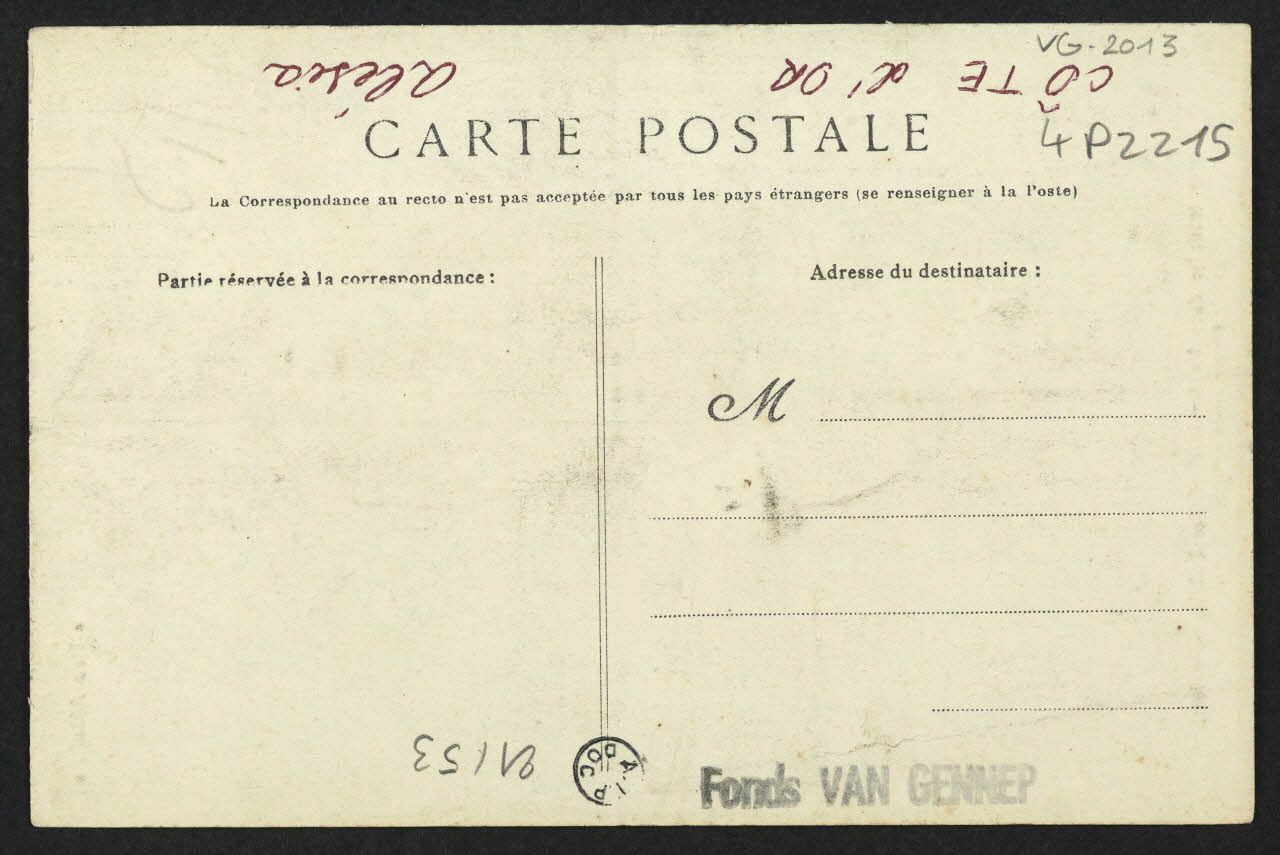 VG-2013
CÔTE d'OR
Alésia
CARTE POSTALE
4P2215
La Correspondance au recto n'est pas acceptée par tous les pays étrangers (se renseigner à la Poste)
Partie réservée à la correspondance :
Adresse du destinataire :
M
Fonds VAN GENNEP